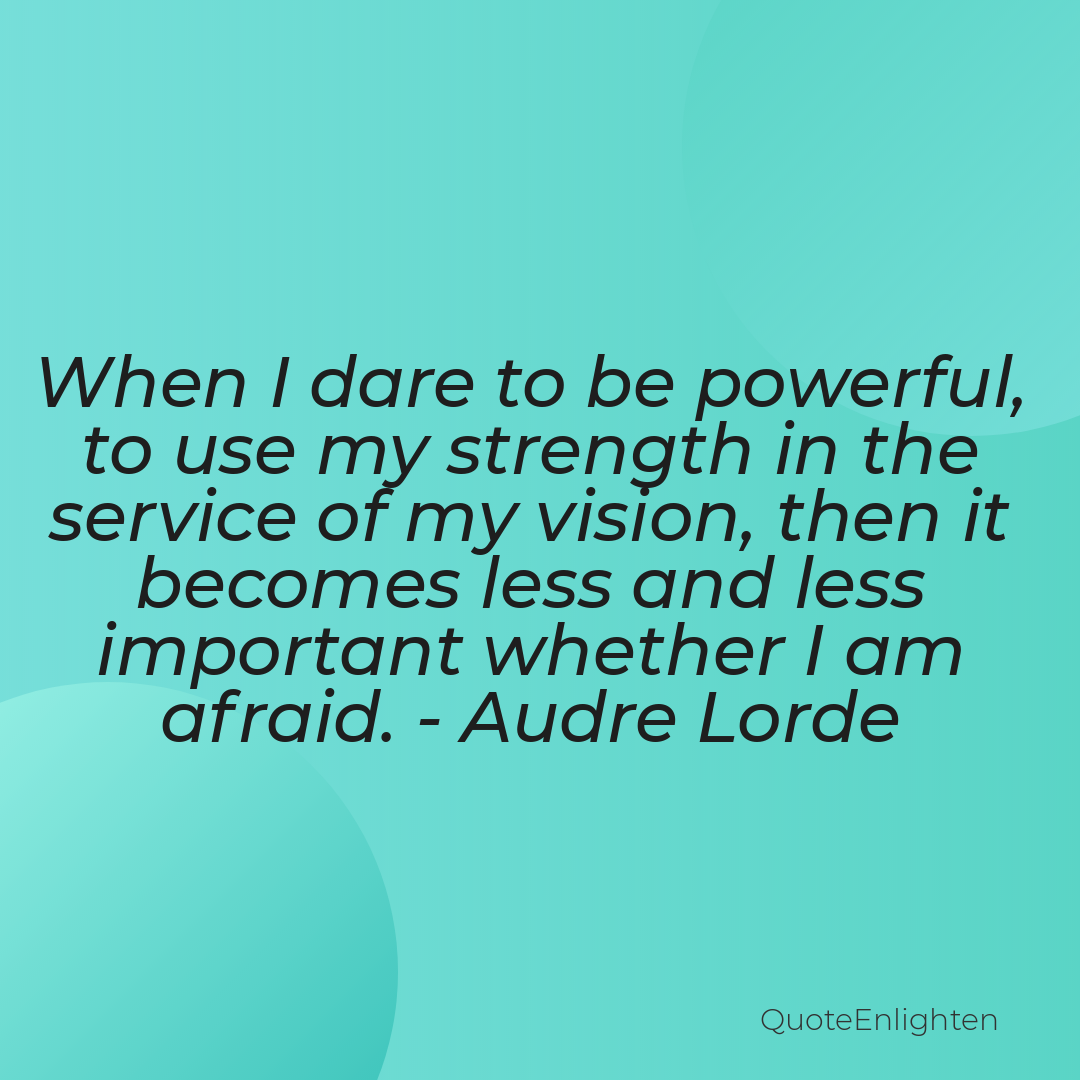 When I dare to be powerful,
to use my strength in the
service of my vision, then it
becomes less and less
important whether I am
afraid. - Audre Lorde
QuoteEnlighten